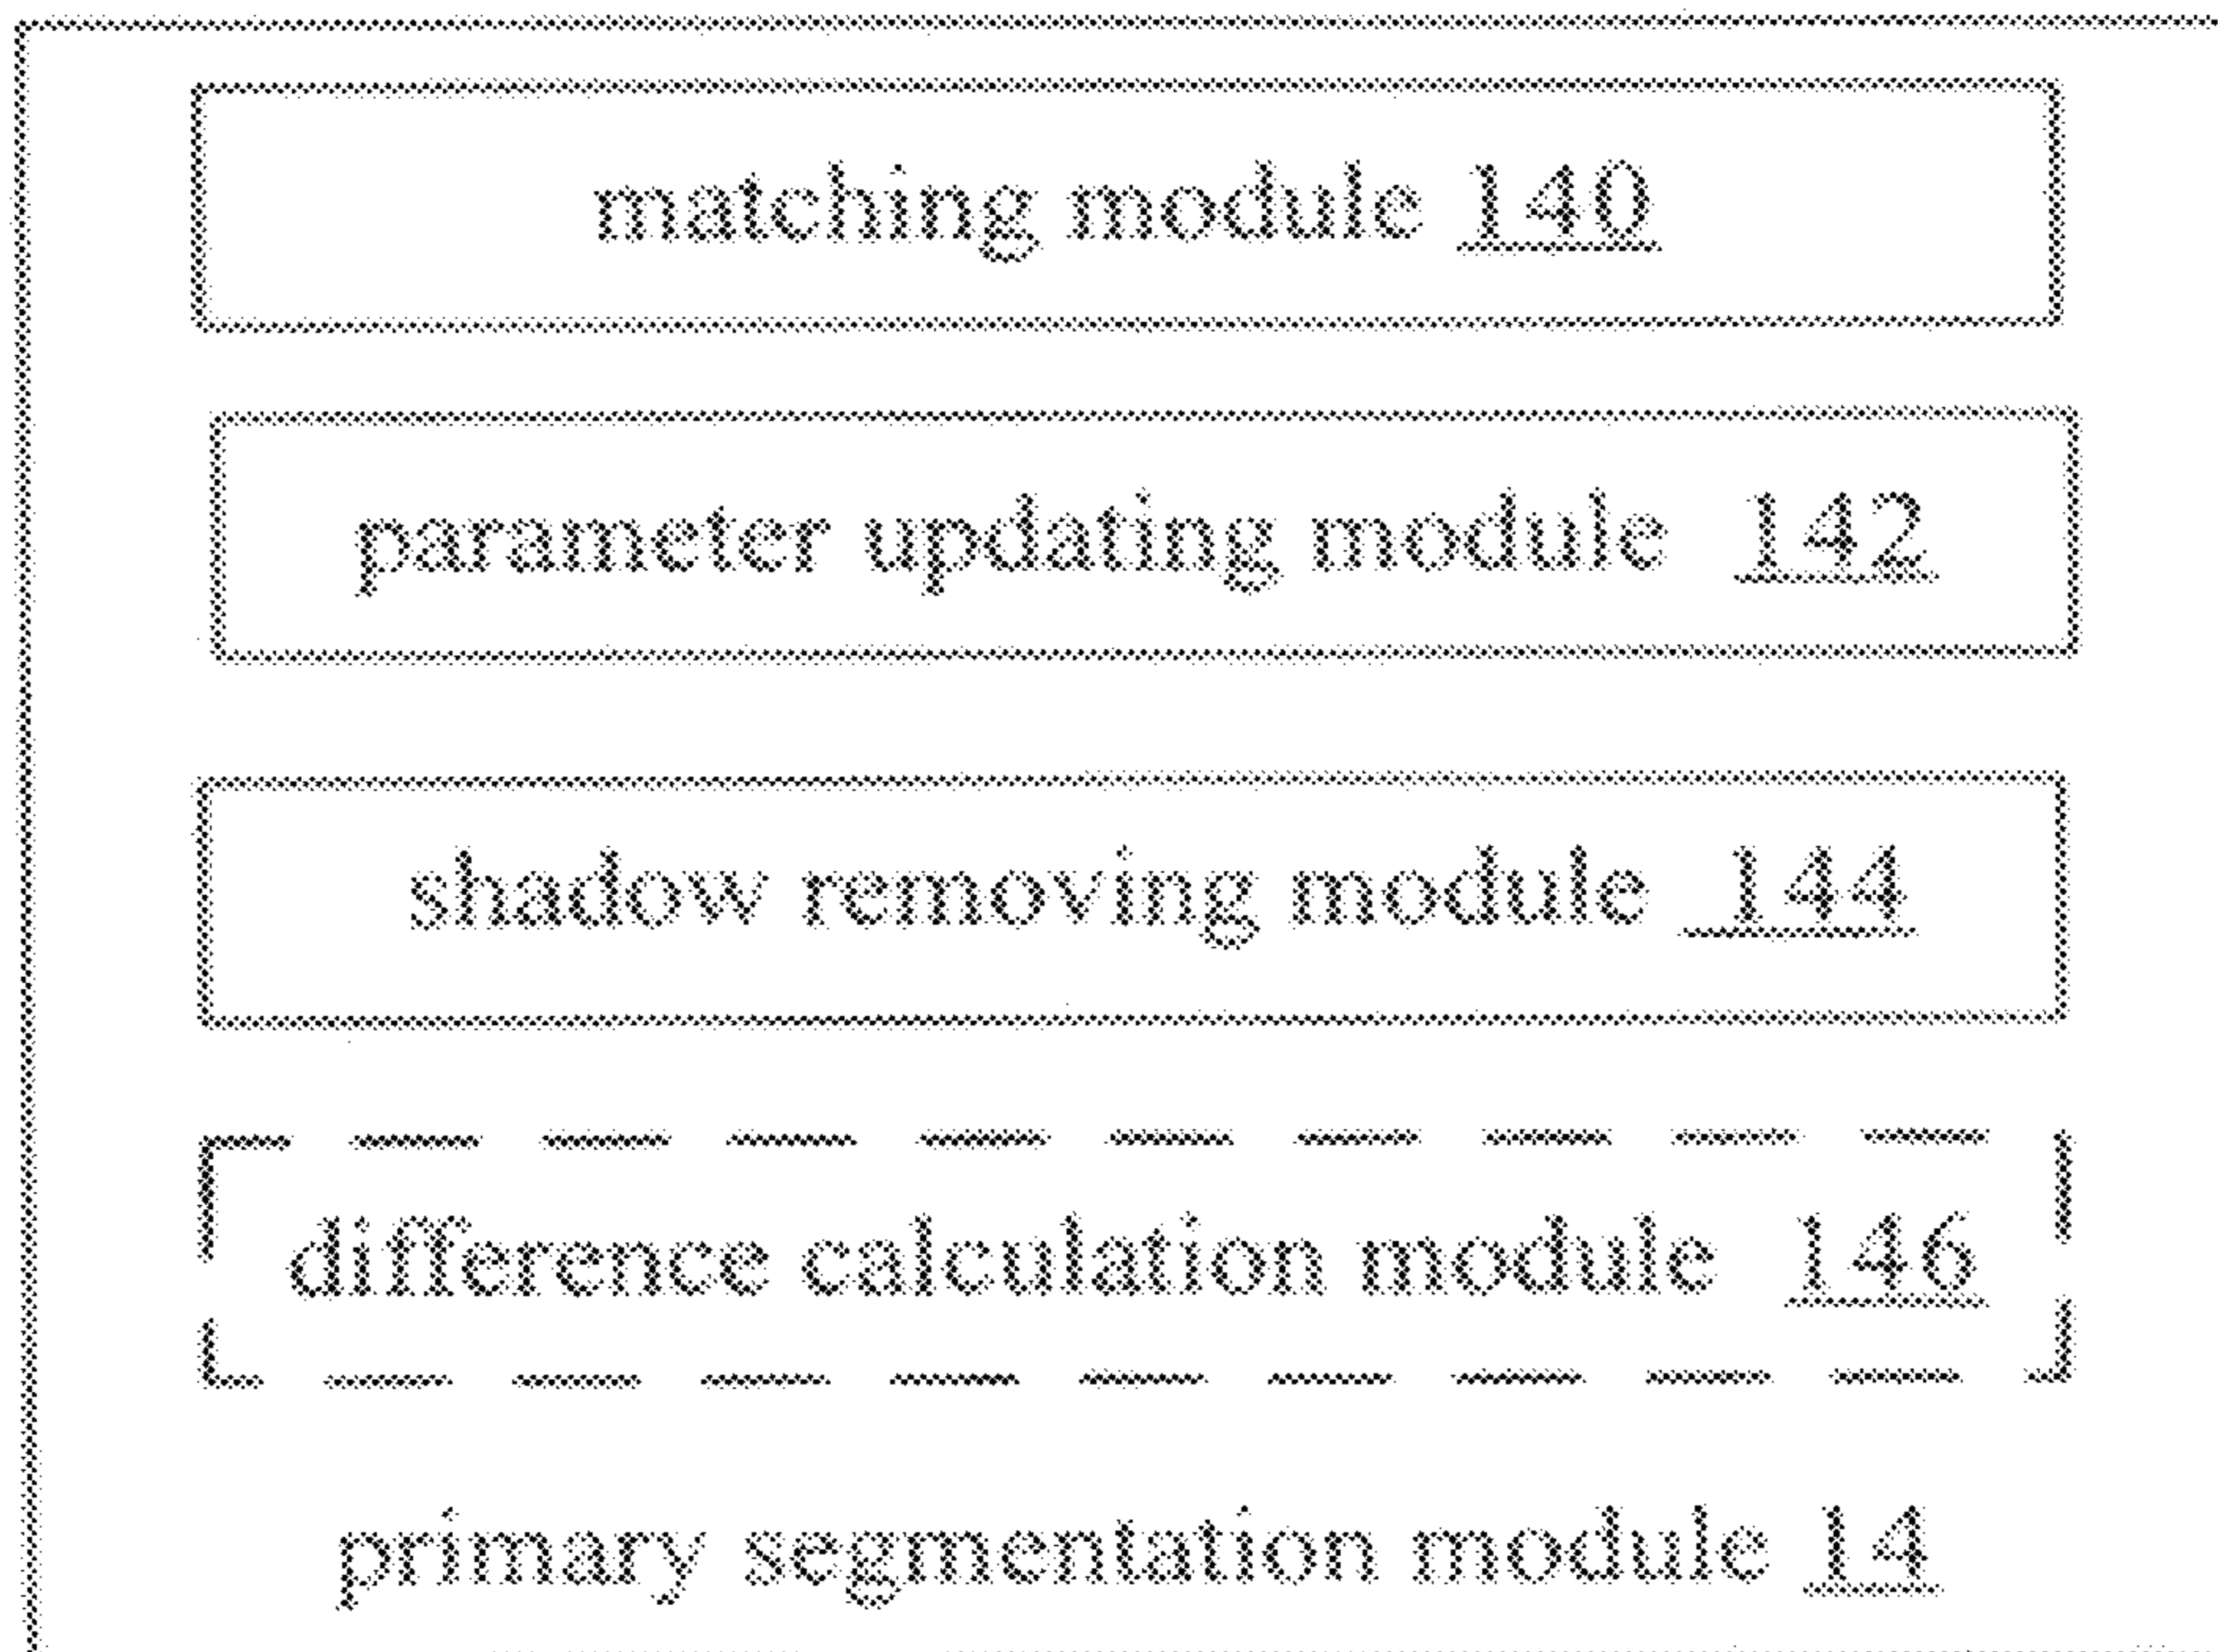 matching module 140
parameter updating module 142
shadow removing module 144
difference calculation module 146
primary segmentation module 14